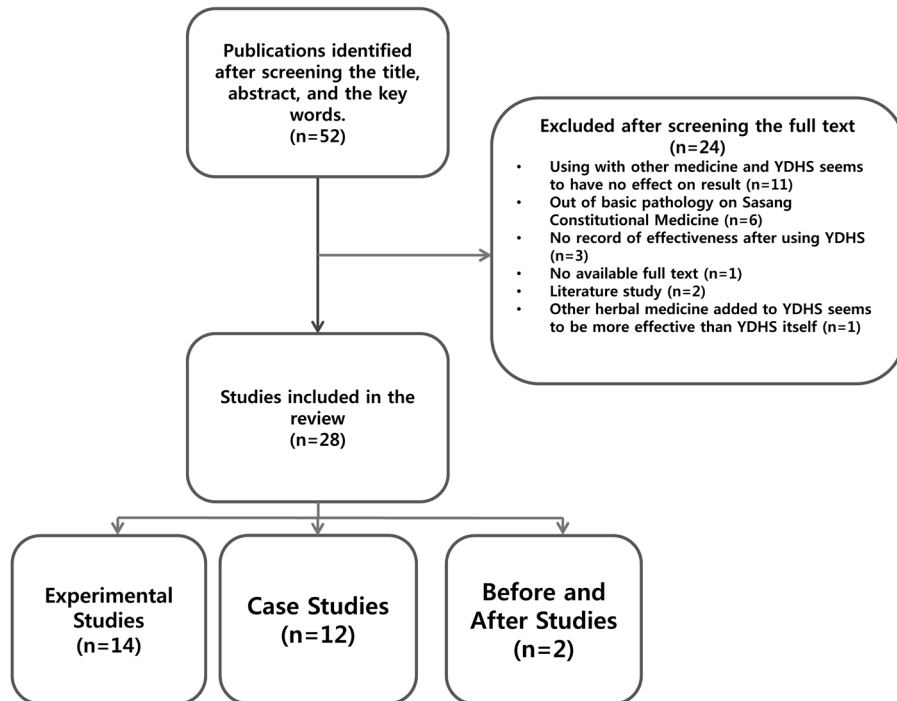 Publications identified
after screening the title,
abstract, and the key
words.
(n=52)
Excluded after screening the full text
(n=24)
• Using with other medicine and YDHS seems
to have no effect on result (n=11)
• Out of basic pathology on Sasang
Constitutional Medicine (n=6)
• No record of effectiveness after using YDHS
(n=3)
• No available full text (n=1)
• Literature study (n=2)
• Other herbal medicine added to YDHS seems
to be more effective than YDHS itself (n=1)
Studies included in the
review
(n=28)
Experimental
Studies
(n=14)
Case Studies
(n=12)
Before and
After Studies
(n=2)